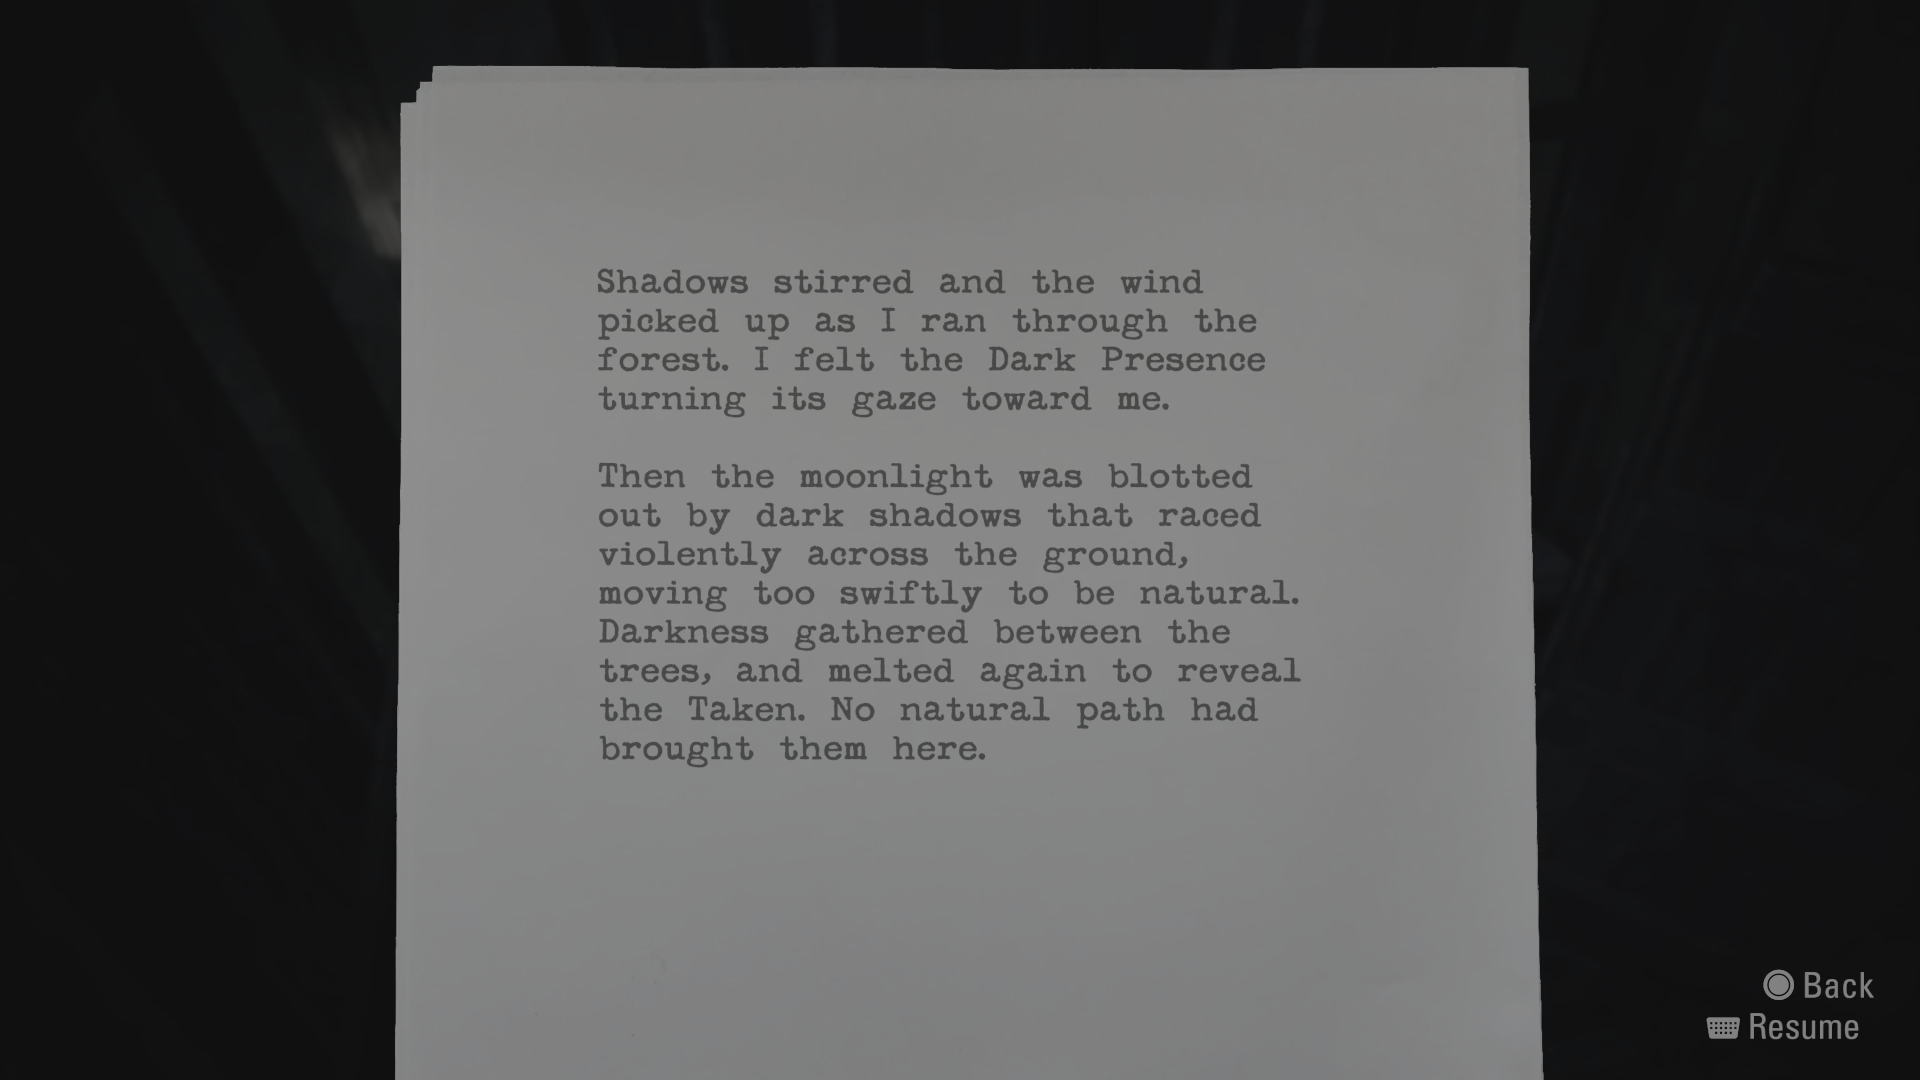 Shadows stirred and the wind
picked up as I ran through the
forest. I felt the Dark Presence
turning its gaze toward me.
Then the moonlight was blotted
out by dark shadows that raced
violently across the ground,
moving too swiftly to be natural.
Darkness gathered between the
trees, and melted again to reveal
the Taken. No natural path had
brought them here.
Back
Resume